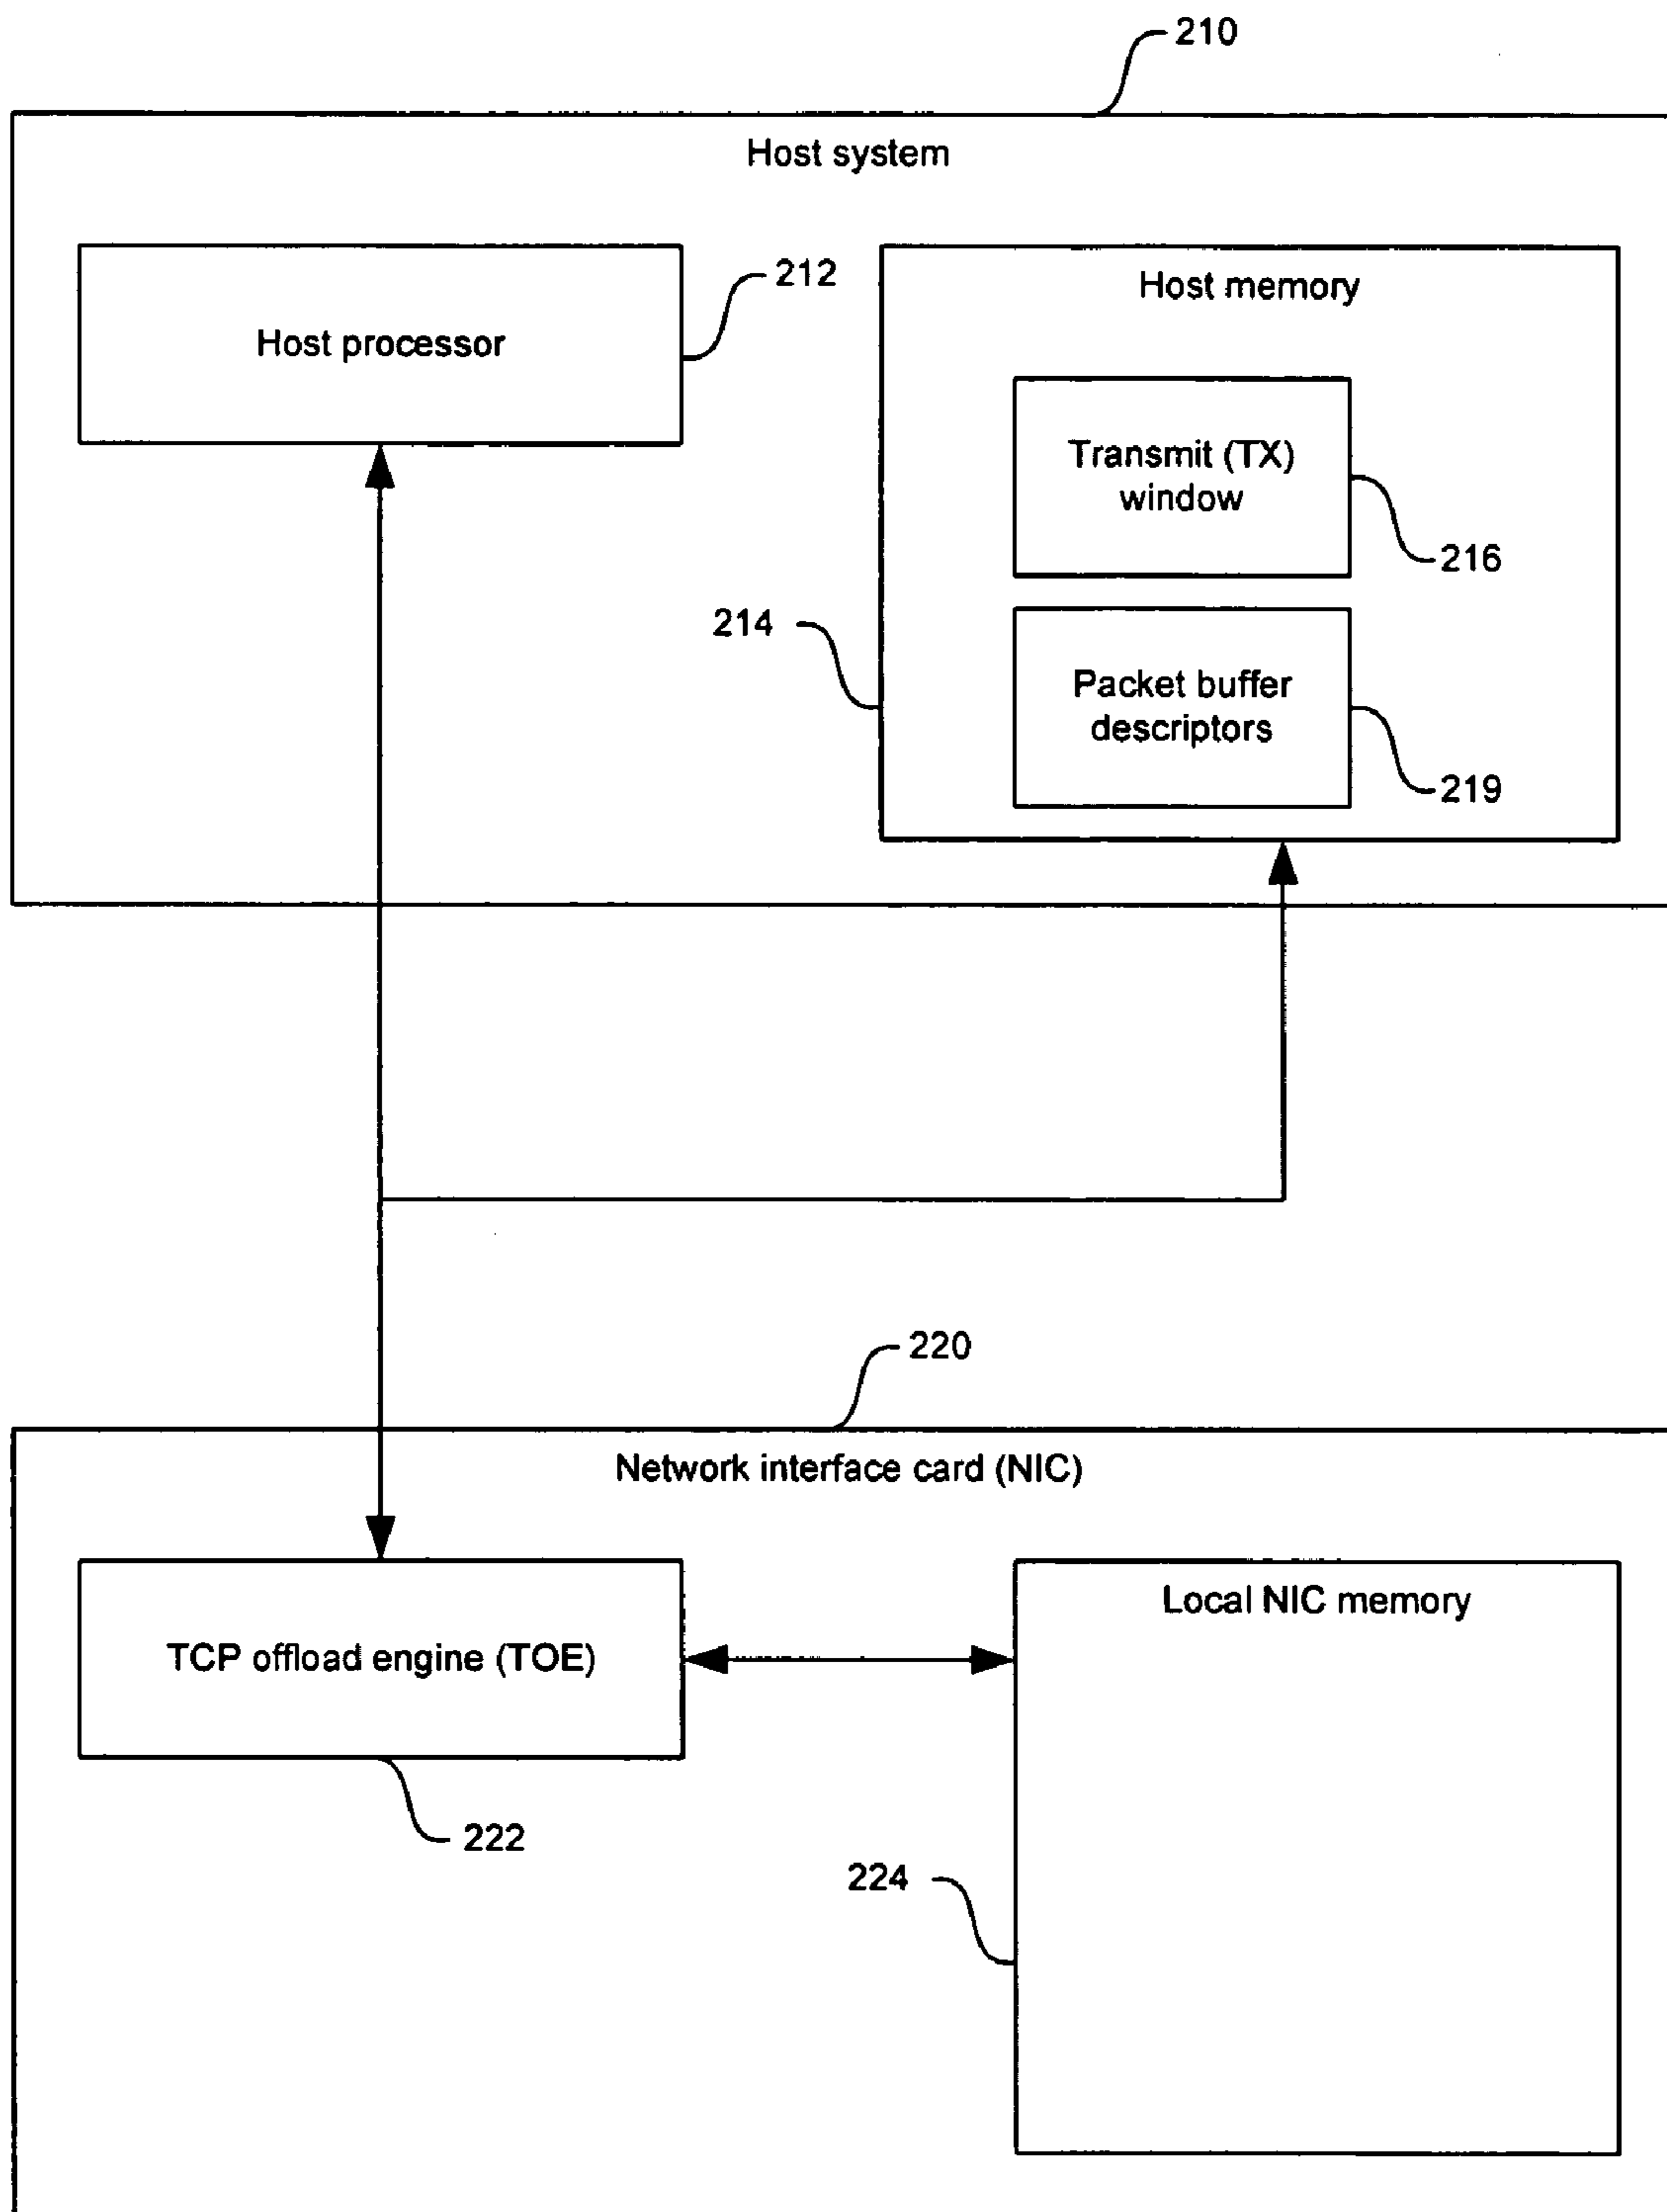 210
Host system
Host processor
212
Host memory
Transmit (TX)
window
216
214
Packet buffer
descriptors
219
220
Network interface card (NIC)
TCP offload engine (TOE)
222
Local NIC memory
224